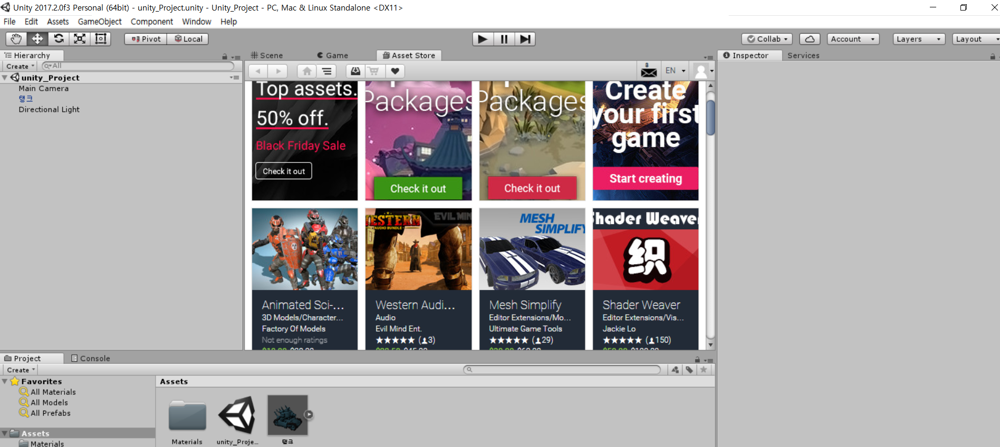 Unity 2017.2.0f3 Personal (64bit) - unity_Project.unity - Unity_Project - PC, Mac & Linux Standalone <DX11>
File Edit Assets GameObject Component Window Help
Pivot Local Collab Account Layers Layout
Hierarchy
Create All
unity_Project
Main Camera
탱크
Directional Light
Scene Game Asset Store
EN
Top assets.
50% off.
Black Friday Sale
Check it out
Packages
Check it out
Packages
Check it out
Create
your first
game
Start creating
Animated Sci-...
3D Models/Character...
Factory Of Models
Not enough ratings
WESTERN
AUDIO BUNDLE
EVIL MIN
Western Audi...
Audio
Evil Mind Ent.
★★★★★ (3)
MESH
SIMPLIFY
Mesh Simplify
Editor Extensions/Mo...
Ultimate Game Tools
★★★★★ (29)
Shader Weaver
织
Shader Weaver
Editor Extensions/Vis...
Jackie Lo
★★★★★ (150)
Inspector Services
Project Console
Create
Favorites
All Materials
All Models
All Prefabs
Assets
Materials
Assets
Materials unity_Proje... 탱크